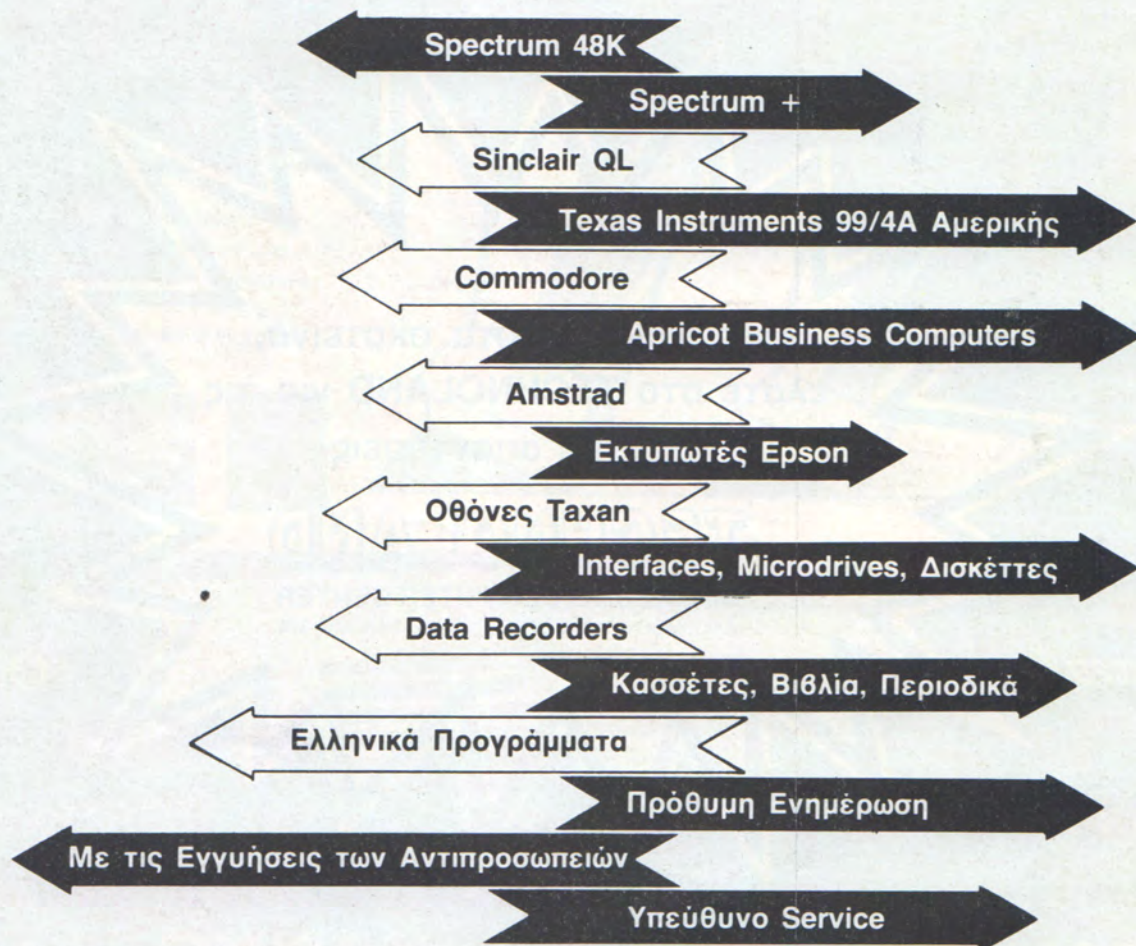 Spectrum 48K
Spectrum +
Sinclair QL
Texas Instruments 99/4A Αμερικής
Commodore
Apricot Business Computers
Amstrad
Εκτυπωτές Epson
Οθόνες Taxan
Interfaces, Microdrives, Δισκέττες
Data Recorders
Κασσέτες, Βιβλία, Περιοδικά
Ελληνικά Προγράμματα
Πρόθυμη Ενημέρωση
Με τις Εγγυήσεις των Αντιπροσωπειών
Υπεύθυνο Service